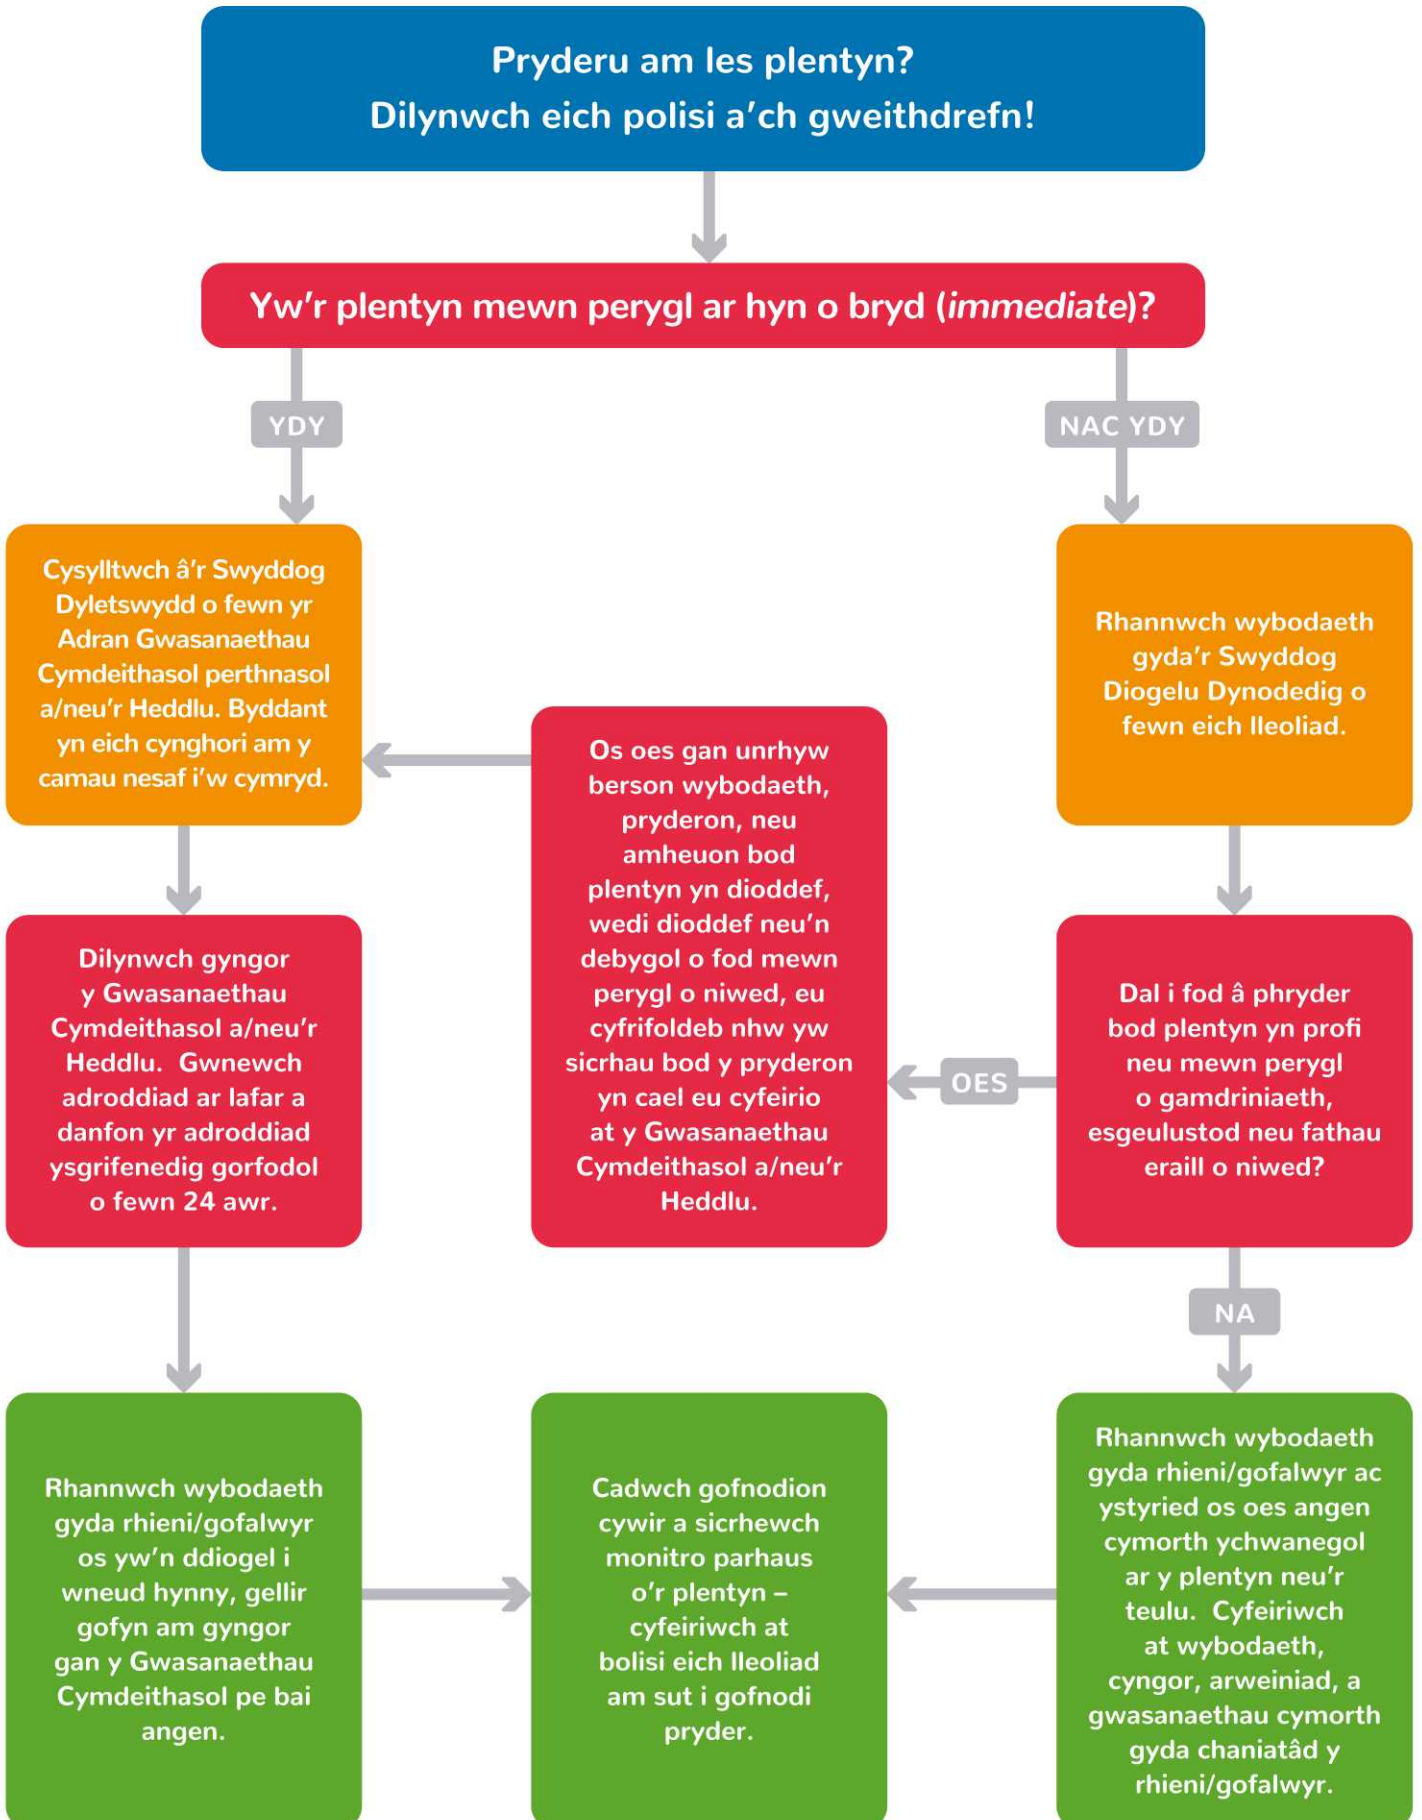 Pryderu am les plentyn?
Dilynwch eich polisi a'ch gweithdrefn!
Yw'r plentyn mewn perygl ar hyn o bryd (immediate)?
YDY
NAC YDY
Cysylltwch â'r Swyddog
Dyletswydd o fewn yr
Adran Gwasanaethau
Cymdeithasol perthnasol
a/neu'r Heddlu. Byddant
yn eich cynghori am y
camau nesaf i'w cymryd.
Rhannwch wybodaeth
gyda'r Swyddog
Diogelu Dynodedig o
fewn eich lleoliad.
Os oes gan unrhyw
berson wybodaeth,
pryderon, neu
amheuon bod
plentyn yn dioddef,
wedi dioddef neu'n
debygol o fod mewn
perygl o niwed, eu
cyfrifoldeb nhw yw
sicrhau bod y pryderon
yn cael eu cyfeirio
at y Gwasanaethau
Cymdeithasol a/neu'r
Heddlu.
Dilynwch gyngor
y Gwasanaethau
Cymdeithasol a/neu'r
Heddlu.  Gwnewch
adroddiad ar lafar a
danfon yr adroddiad
ysgrifenedig gorfodol
o fewn 24 awr.
OES
Dal i fod â phryder
bod plentyn yn profi
neu mewn perygl
o gamdriniaeth,
esgeulustod neu fathau
eraill o niwed?
NA
Rhannwch wybodaeth
gyda rhieni/gofalwyr
os yw'n ddiogel i
wneud hynny, gellir
gofyn am gyngor
gan y Gwasanaethau
Cymdeithasol pe bai
angen.
Cadwch gofnodion
cywir a sicrhewch
monitro parhaus
o'r plentyn –
cyfeiriwch at
bolisi eich lleoliad
am sut i gofnodi
pryder.
Rhannwch wybodaeth
gyda rhieni/gofalwyr ac
ystyried os oes angen
cymorth ychwanegol
ar y plentyn neu'r
teulu.  Cyfeiriwch
at wybodaeth,
cyngor, arweiniad, a
gwasanaethau cymorth
gyda chaniatâd y
rhieni/gofalwyr.